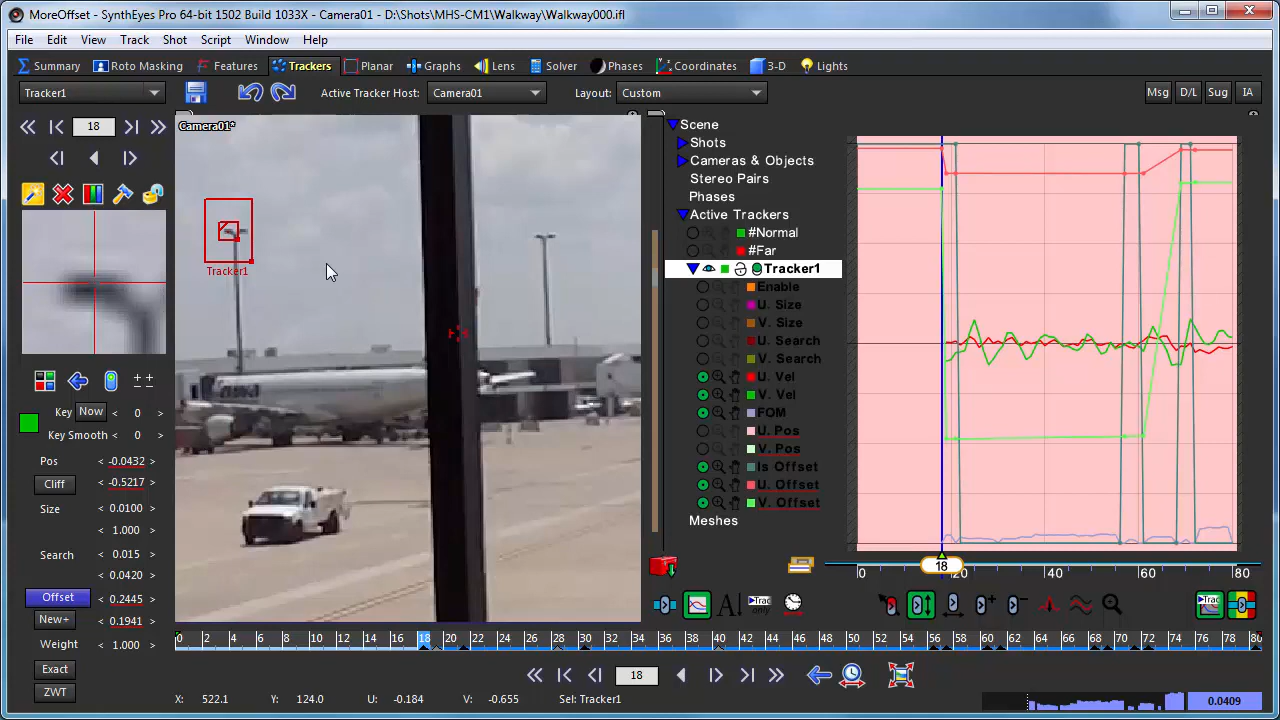 MoreOffset - SynthEyes Pro 64-bit 1502 Build 1033X - Camera01 - D:\Shots\MHS-CM1\Walkway\Walkway000.ifl
File Edit View Track Shot Script Window Help
Summary Roto Masking Features Trackers Planar Graphs Lens Solver Phases Coordinates 3-D Lights
Tracker1 Active Tracker Host: Camera01 Layout: Custom Msg D/L Sug IA
18
Camera01*
Tracker1
Key Now < 0 >
Key Smooth < 0 >
Pos < -0.0432 >
Cliff < -0.5217 >
Size < 0.0100 >
< 1.000 >
Search < 0.015 >
< 0.0420 >
Offset < 0.2445 >
New+ < 0.1941 >
Weight < 1.000 >
Exact
ZWT
Scene
Shots
Cameras & Objects
Stereo Pairs
Phases
Active Trackers
#Normal
#Far
Tracker1
Enable
U. Size
V. Size
U. Search
V. Search
U. Vel
V. Vel
FOM
U. Pos
V. Pos
Is Offset
U. Offset
V. Offset
Meshes
0 18 20 40 60 80
A Trac only Trac
0 2 4 6 8 10 12 14 16 18 20 22 24 26 28 30 32 34 36 38 40 42 44 46 48 50 52 54 56 58 60 62 64 66 68 70 72 74 76 78 80
18
X: 522.1 Y: 124.0 U: -0.184 V: -0.655 Sel: Tracker1 0.0409